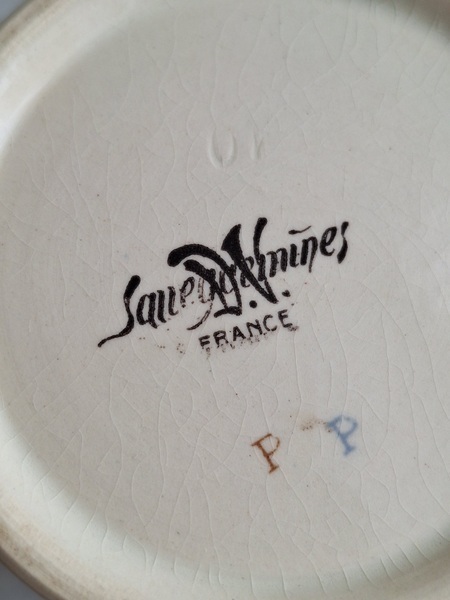 Sarreguemines
D.V.
FRANCE
P P